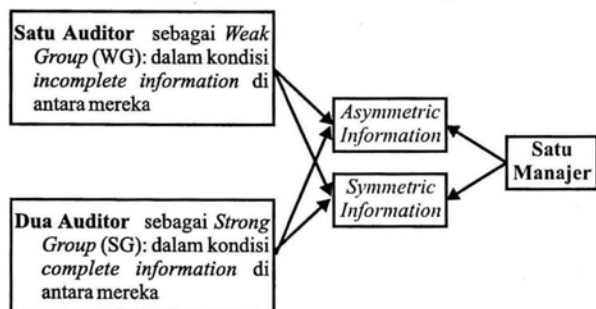 Satu Auditor sebagai Weak
Group (WG): dalam kondisi
incomplete information di
antara mereka
Asymmetric
Information
Satu
Manajer
Symmetric
Information
Dua Auditor sebagai Strong
Group (SG): dalam kondisi
complete information di
antara mereka